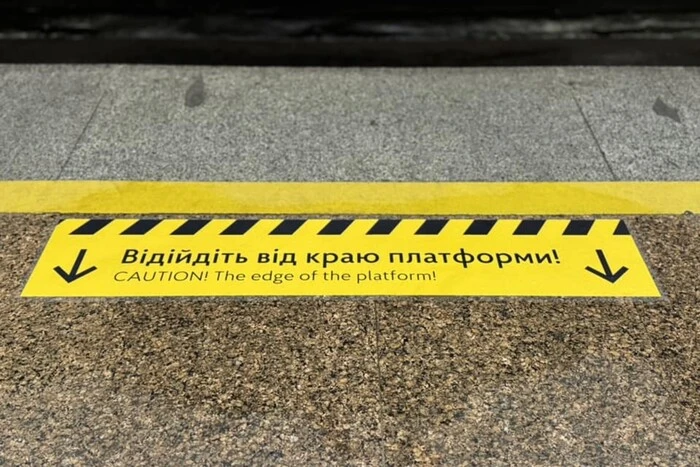 Відійдіть від краю платформи!
CAUTION! The edge of the platform!